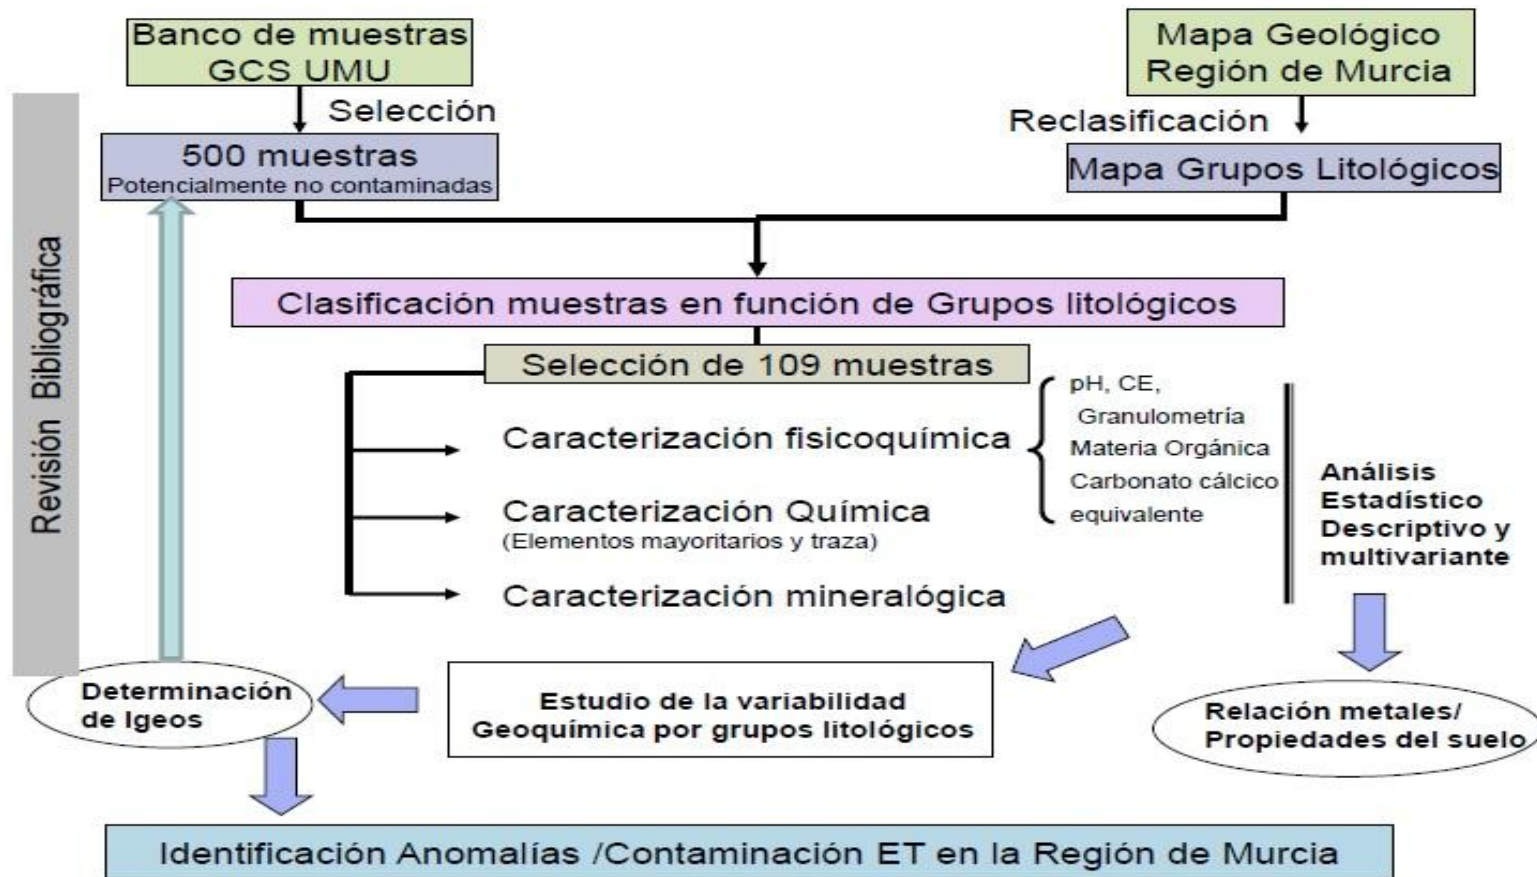 Banco de muestras
GCS UMU
Mapa Geológico
Región de Murcia
Selección
Reclasificación
500 muestras
Potencialmente no contaminadas
Mapa Grupos Litológicos
Revisión Bibliográfica
Clasificación muestras en función de Grupos litológicos
Selección de 109 muestras
Caracterización fisicoquímica
pH, CE,
Granulometría
Materia Orgánica
Carbonato cálcico
equivalente
Caracterización Química
(Elementos mayoritarios y traza)
Caracterización mineralógica
Análisis
Estadístico
Descriptivo y
multivariante
Determinación
de Igeos
Estudio de la variabilidad
Geoquímica por grupos litológicos
Relación metales/
Propiedades del suelo
Identificación Anomalías /Contaminación ET en la Región de Murcia